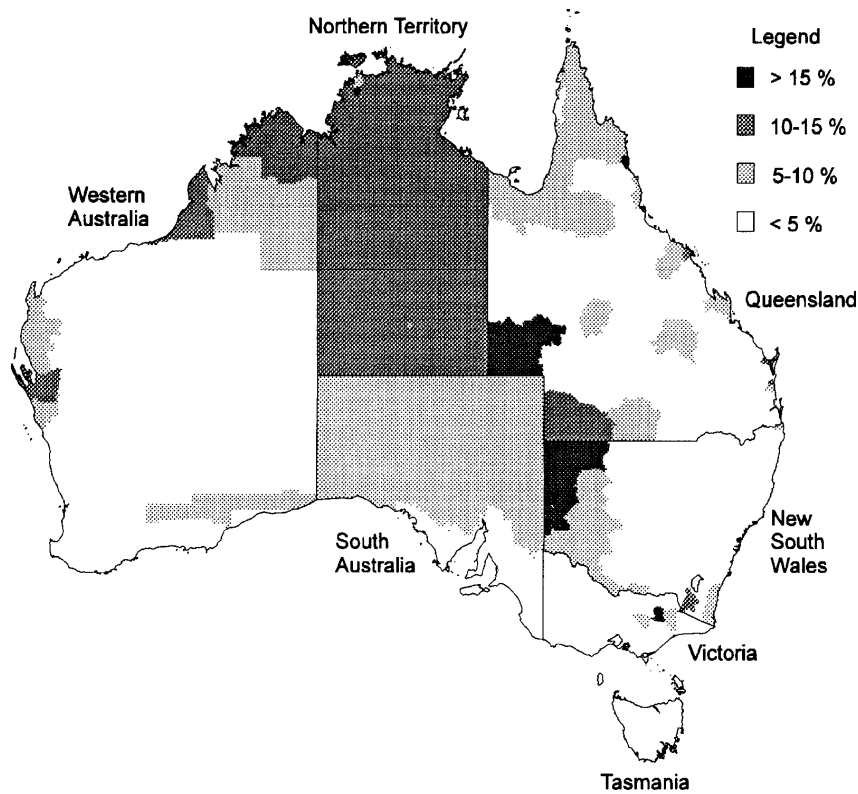 Northern Territory
Legend
> 15 %
10-15 %
5-10 %
< 5 %
Western
Australia
Queensland
South
Australia
New
South
Wales
Victoria
Tasmania